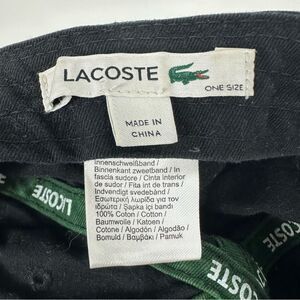 LACOSTE
ONE SIZE
MADE IN
CHINA
Innenschweißband /
Binnenkant zweetband / In
fascia sudore / Cinta interior
de sudor / Fita int de trans /
Indvendigt svedebånd /
Εσωτερική λωρίδα για τον
ιδρώτα / Şapka içi bandı
100% Coton / Cotton /
Baumwolle / Katoen /
Cotone / Algodón / Algodão /
Bomuld / Βαμβάκι / Pamuk
LACOSTE
LACOSTE